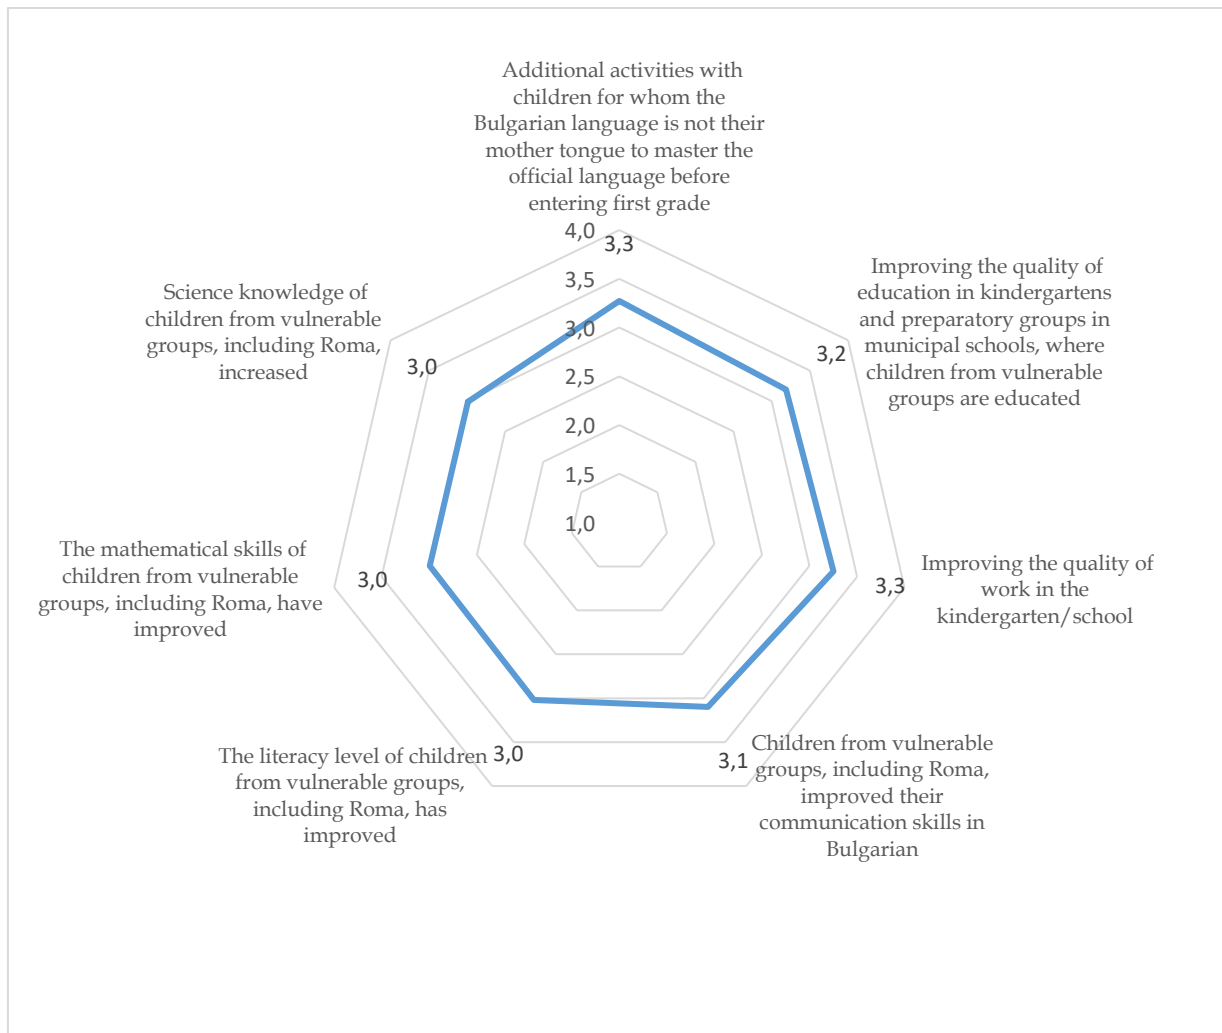 Additional activities with
children for whom the
Bulgarian language is not their
mother tongue to master the
official language before
entering first grade
4,0
3,3
3,5
3,0
2,5
2,0
1,5
1,0
Improving the quality of
education in kindergartens
and preparatory groups in
municipal schools, where
children from vulnerable
groups are educated
3,2
Improving the quality of
work in the
kindergarten/school
3,3
Children from vulnerable
groups, including Roma,
improved their
communication skills in
Bulgarian
3,1
The literacy level of children
from vulnerable groups,
including Roma, has
improved
3,0
The mathematical skills of
children from vulnerable
groups, including Roma, have
improved
3,0
Science knowledge of
children from vulnerable
groups, including Roma,
increased
3,0